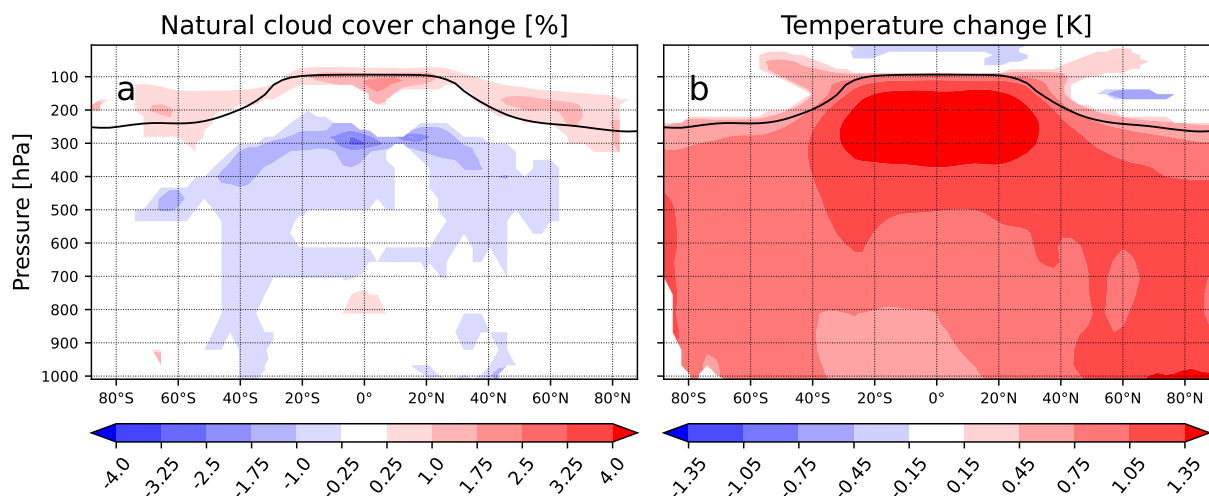 Natural cloud cover change [%]
Temperature change [K]
a
b
Pressure [hPa]
100
200
300
400
500
600
700
800
900
1000
80°S 60°S 40°S 20°S 0° 20°N 40°N 60°N 80°N
80°S 60°S 40°S 20°S 0° 20°N 40°N 60°N 80°N
-4.0 -3.25 -2.5 -1.75 -1.0 -0.25 0.25 1.0 1.75 2.5 3.25 4.0
-1.35 -1.05 -0.75 -0.45 -0.15 0.15 0.45 0.75 1.05 1.35